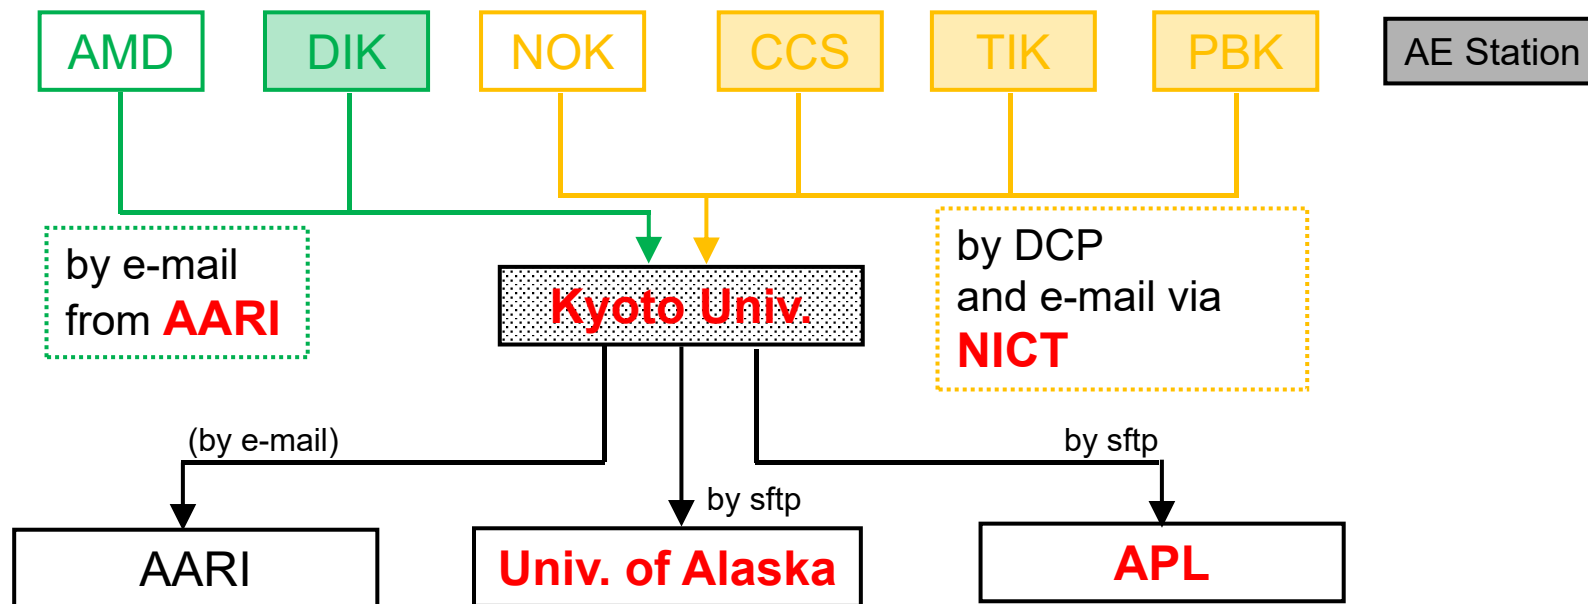 AMD
DIK
NOK
CCS
TIK
PBK
AE Station
by e-mail
from AARI
Kyoto Univ.
by DCP
and e-mail via
NICT
(by e-mail)
by sftp
by sftp
AARI
Univ. of Alaska
APL